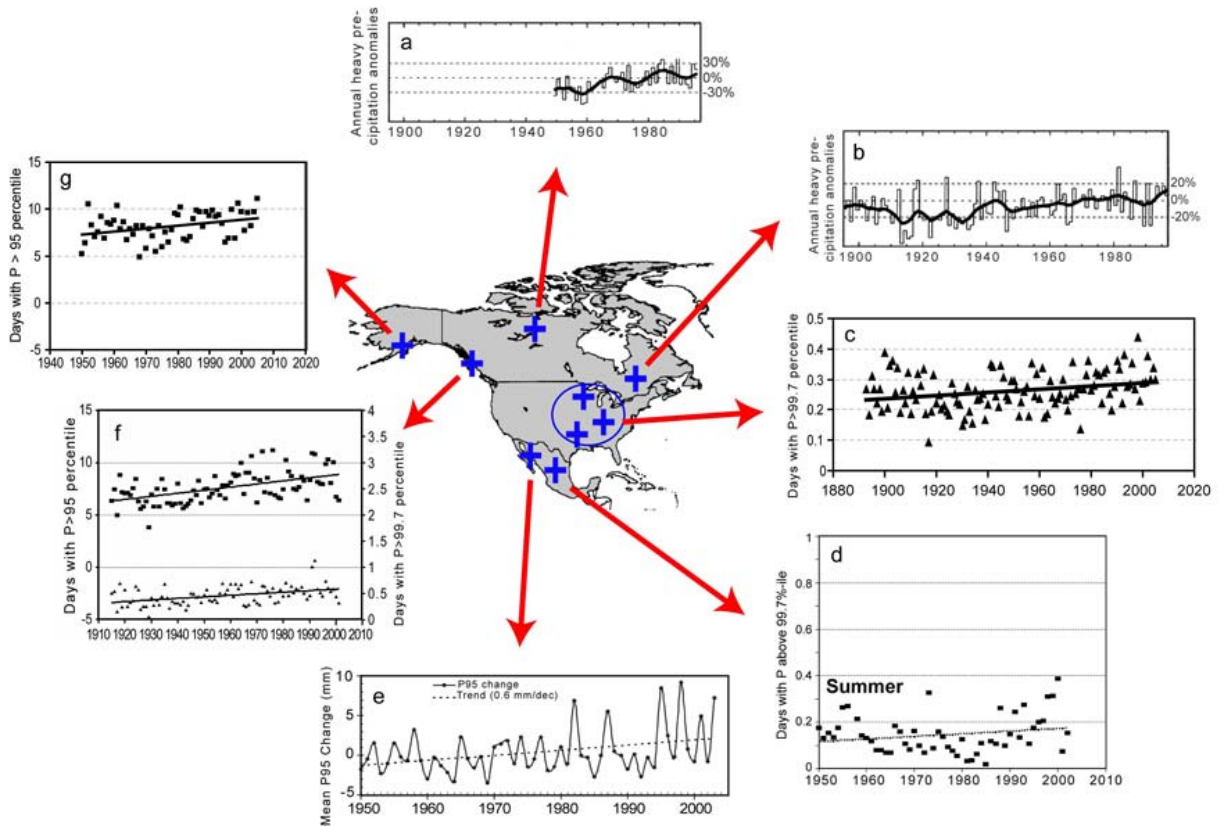 a
Annual heavy pre-
cipitation anomalies
30%
0%
-30%
1900 1920 1940 1960 1980
b
Annual heavy pre-
cipitation anomalies
20%
0%
-20%
1900 1920 1940 1960 1980
g
Days with P > 95 percentile
15
10
5
0
-5
1940 1950 1960 1970 1980 1990 2000 2010 2020
c
Days with P>99.7 percentile
0.5
0.4
0.3
0.2
0.1
0
1880 1900 1920 1940 1960 1980 2000 2020
f
Days with P>95 percentile
15
10
5
0
-5
Days with P>99.7 percentile
4
3.5
3
2.5
2
1.5
1
0.5
0
1910 1920 1930 1940 1950 1960 1970 1980 1990 2000 2010
d
Days with P above 99.7%-ile
1
0.8
0.6
0.4
0.2
0
Summer
1950 1960 1970 1980 1990 2000 2010
e
Mean P95 Change (mm)
10
5
0
-5
P95 change
Trend (0.6 mm/dec)
1950 1960 1970 1980 1990 2000